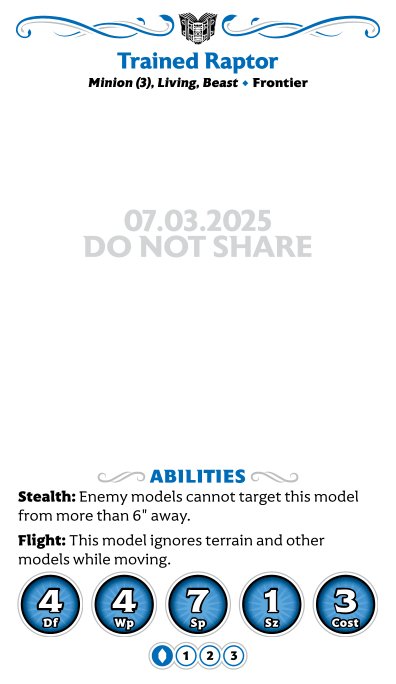 Trained Raptor
Minion (3), Living, Beast ⬥ Frontier
07.03.2025
DO NOT SHARE
ABILITIES
Stealth: Enemy models cannot target this model
from more than 6" away.
Flight: This model ignores terrain and other
models while moving.
4 4 7 1 3
Df Wp Sp Sz Cost
1 2 3